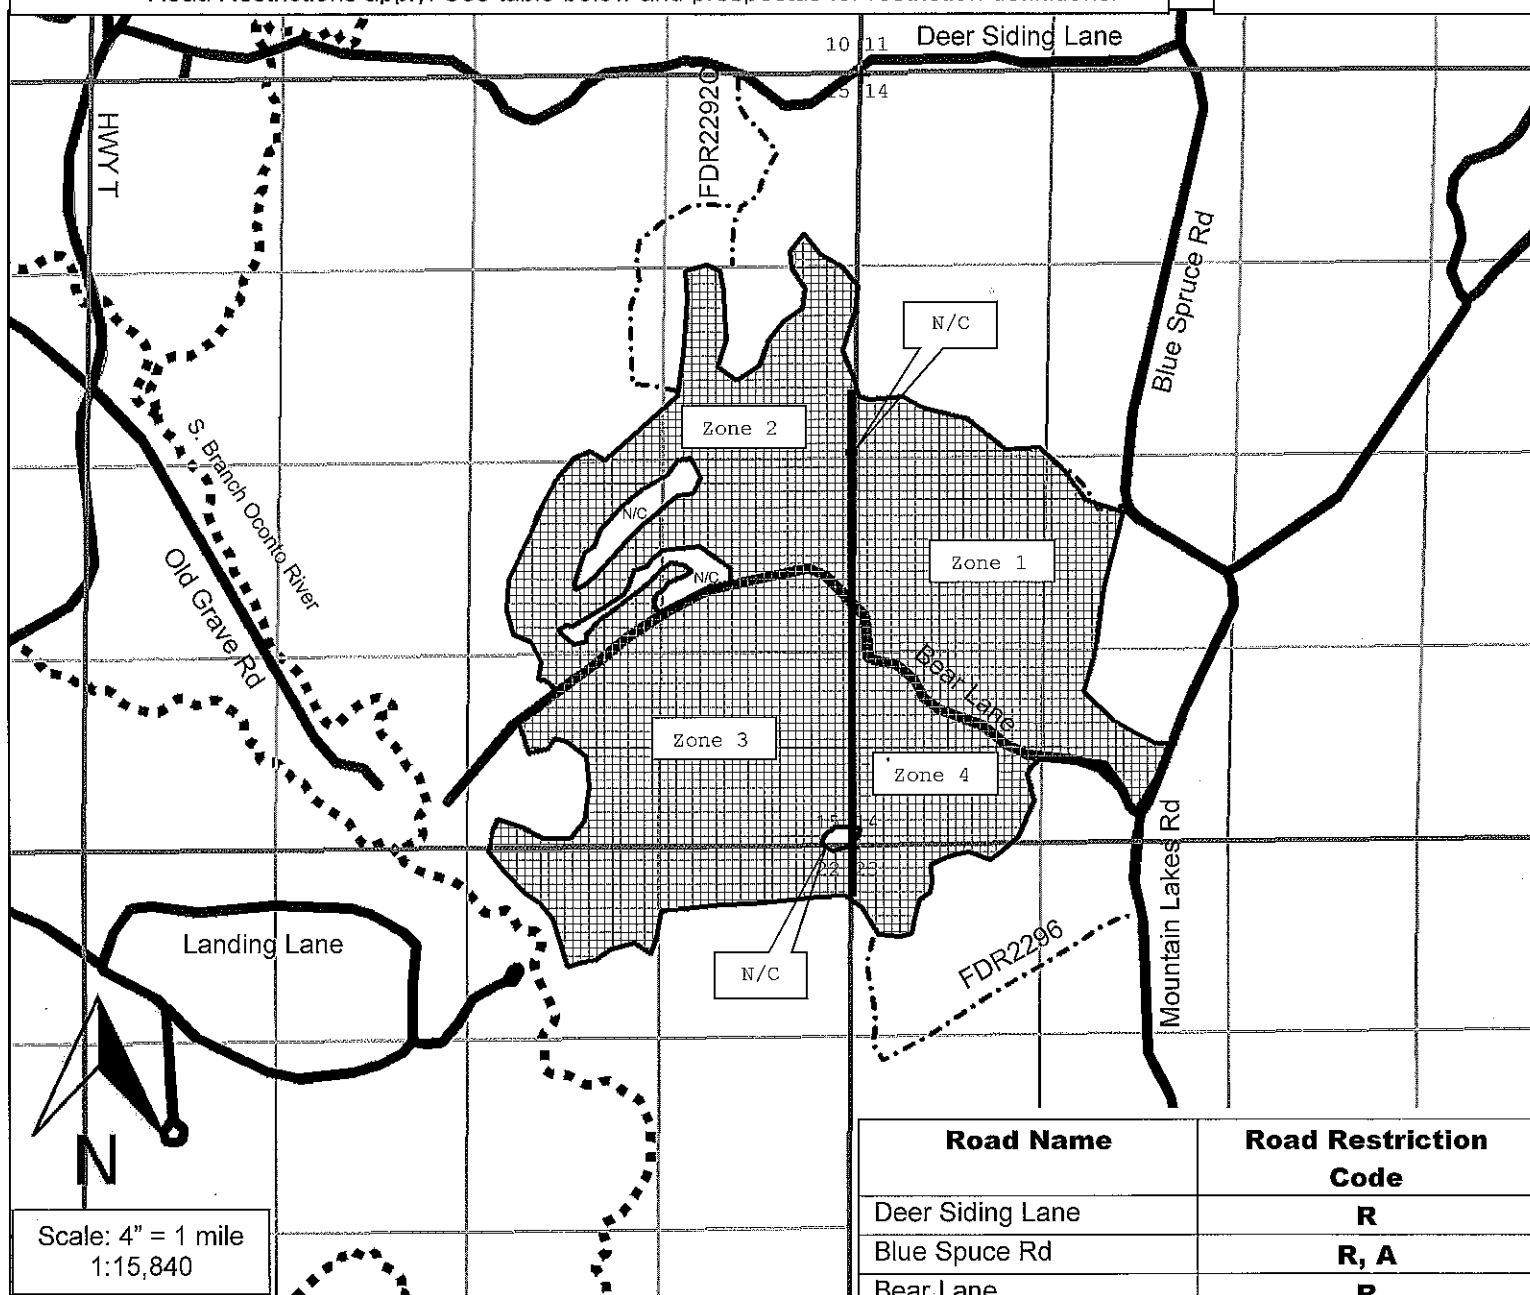 10 11
Deer Siding Lane
15 14
HWY T
FDR2292C
Blue Spruce Rd
N/C
Zone 2
S. Branch Oconto River
N/C
Old Grave Rd
Zone 1
N/C
Bear Lane
Zone 3
Zone 4
15 14
22 23
Mountain Lakes Rd
Landing Lane
N/C
FDR2296
N
Scale: 4" = 1 mile
1:15,840
Road Name
Road Restriction
Code
Deer Siding Lane
R
Blue Spuce Rd
R, A
Bear Lane
R